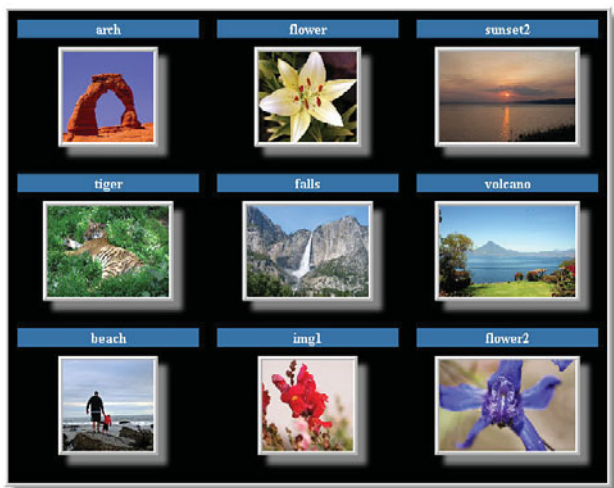 arch
flower
sunset2
tiger
falls
volcano
beach
img1
flower2